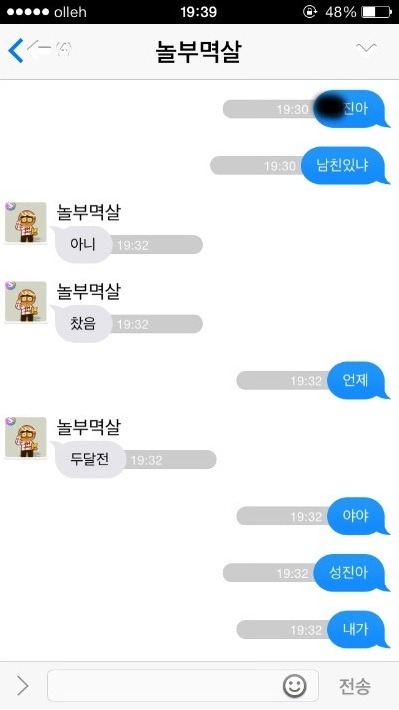 olleh 19:39 48%
놀부멱살
19:30 진아
19:30 남친있냐
놀부멱살
아니 19:32
놀부멱살
찼음 19:32
19:32 언제
놀부멱살
두달전 19:32
19:32 야야
19:32 성진아
19:32 내가
전송